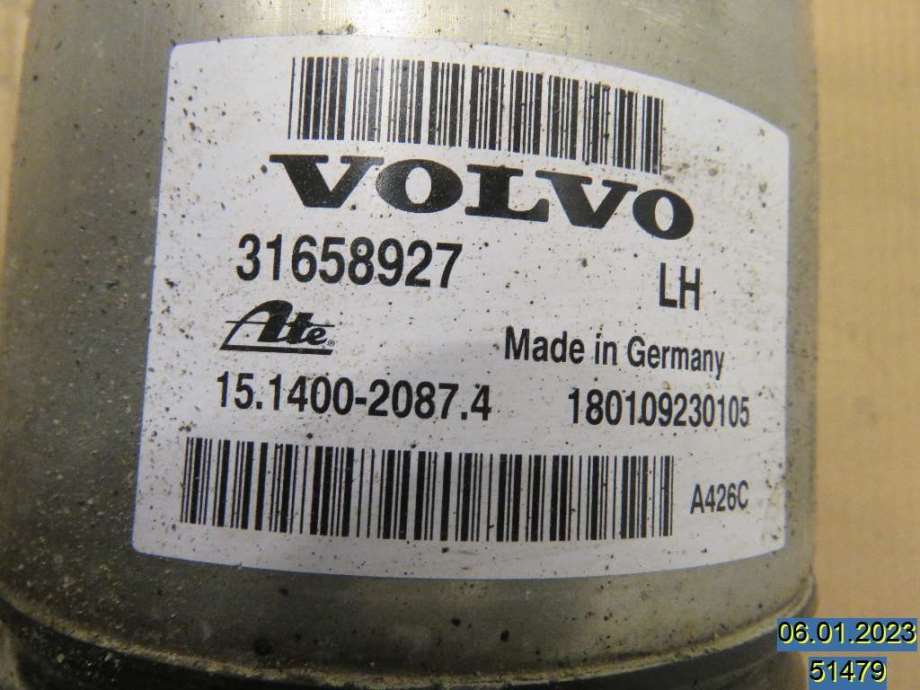 VOLVO
31658927 LH
Ate® Made in Germany
15.1400-2087.4 180109230105
A426C
06.01.2023
51479